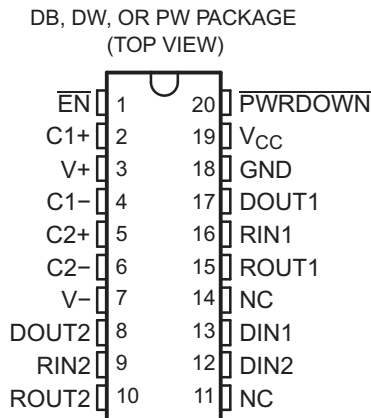 DB, DW, OR PW PACKAGE
(TOP VIEW)
EN 1 20 PWRDOWN
C1+ 2 19 VCC
V+ 3 18 GND
C1− 4 17 DOUT1
C2+ 5 16 RIN1
C2− 6 15 ROUT1
V− 7 14 NC
DOUT2 8 13 DIN1
RIN2 9 12 DIN2
ROUT2 10 11 NC